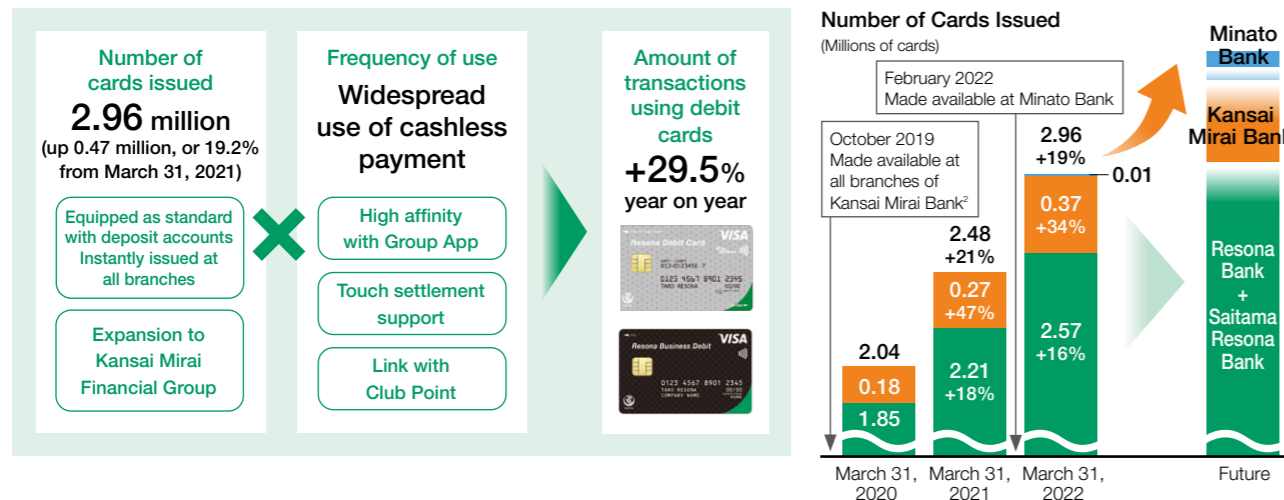 Number of
cards issued
2.96 million
(up 0.47 million, or 19.2%
from March 31, 2021)
Equipped as standard
with deposit accounts
Instantly issued at
all branches
Expansion to
Kansai Mirai
Financial Group
Frequency of use
Widespread
use of cashless
payment
High affinity
with Group App
Touch settlement
support
Link with
Club Point
Amount of
transactions
using debit
cards
+29.5%
year on year
VISA
Resona Debit Card
0123 4567 8901 2345
TARO RESONA
VISA
Resona Business Debit
0123 4567 8901 2345
TARO RESONA
COMPANY NAME
Number of Cards Issued
(Millions of cards)
February 2022
Made available at Minato Bank
October 2019
Made available at
all branches of
Kansai Mirai Bank²
2.04
0.18
1.85
2.48
+21%
0.27
+47%
2.21
+18%
2.96
+19%
0.01
0.37
+34%
2.57
+16%
Minato
Bank
Kansai
Mirai Bank
Resona
Bank
+
Saitama
Resona
Bank
March 31,
2020
March 31,
2021
March 31,
2022
Future